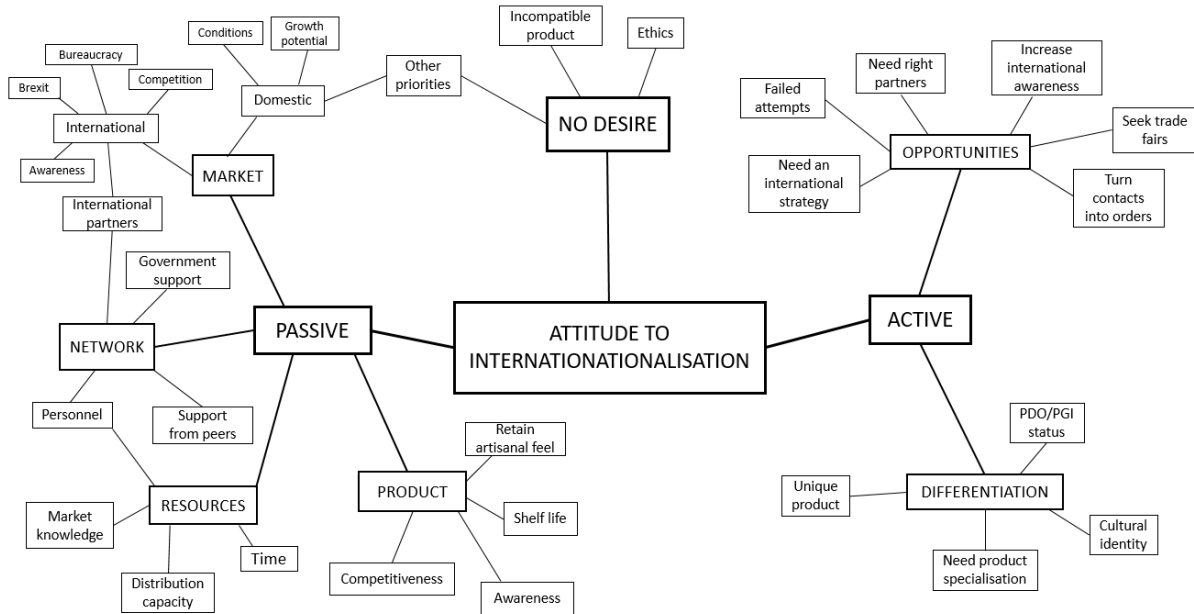 Bureaucracy
Brexit
Competition
International
Awareness
International
partners
Conditions
Growth
potential
Domestic
Other
priorities
MARKET
Incompatible
product
Ethics
NO DESIRE
Need right
partners
Increase
international
awareness
Failed
attempts
Seek trade
fairs
OPPORTUNITIES
Need an
international
strategy
Turn
contacts
into orders
Government
support
NETWORK
PASSIVE
ATTITUDE TO
INTERNATIONATIONALISATION
ACTIVE
Personnel
Support
from peers
Retain
artisanal feel
PRODUCT
Shelf life
Competitiveness
Awareness
RESOURCES
Market
knowledge
Time
Distribution
capacity
PDO/PGI
status
Unique
product
DIFFERENTIATION
Cultural
identity
Need product
specialisation